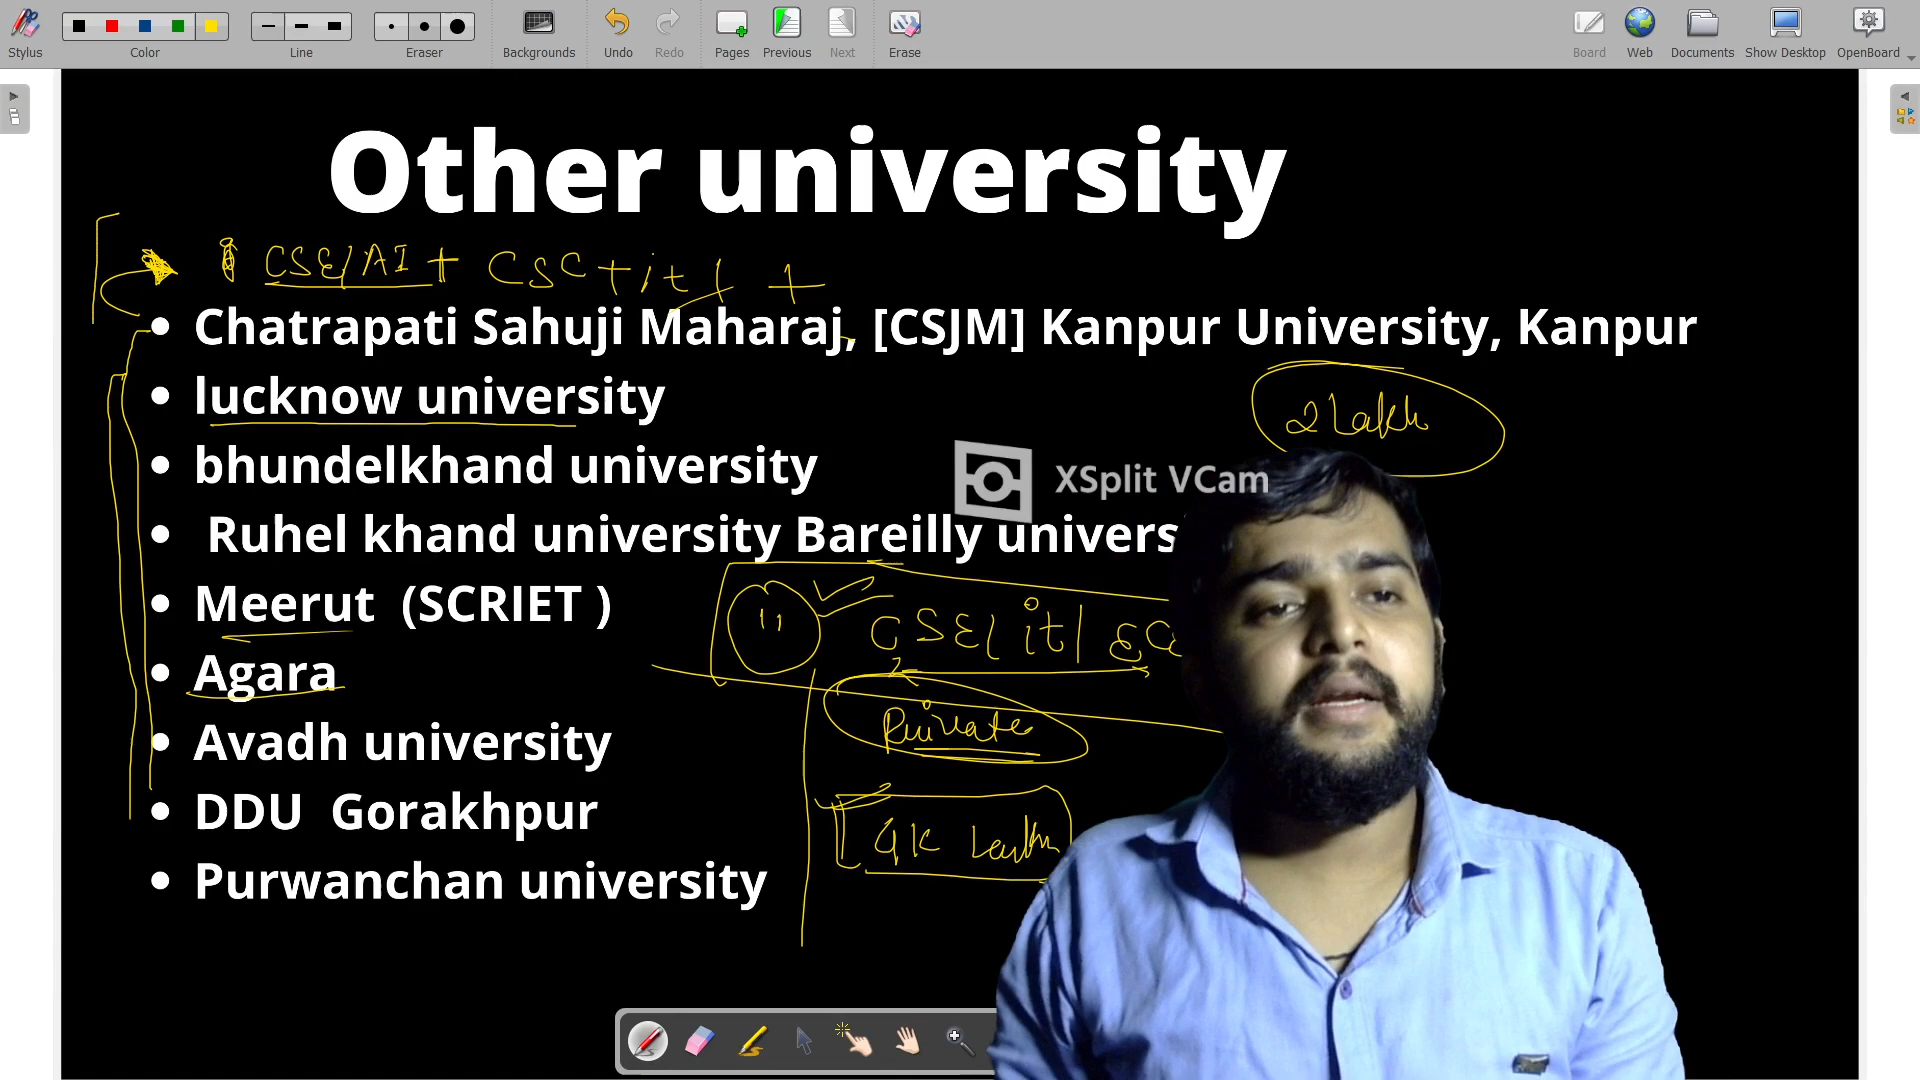 Stylus Color Line Eraser Backgrounds Undo Redo Pages Previous Next Erase Board Web Documents Show Desktop OpenBoard
Other university
CSE/AI + CSC + it + +
Chatrapati Sahuji Maharaj, [CSJM] Kanpur University, Kanpur
lucknow university
2 Lakh
bhundelkhand university
XSplit VCam
Ruhel khand university Bareilly univers
Meerut (SCRIET )
CSE/ it/ EC
Agara
Private
Avadh university
DDU Gorakhpur
4K
Purwanchan university